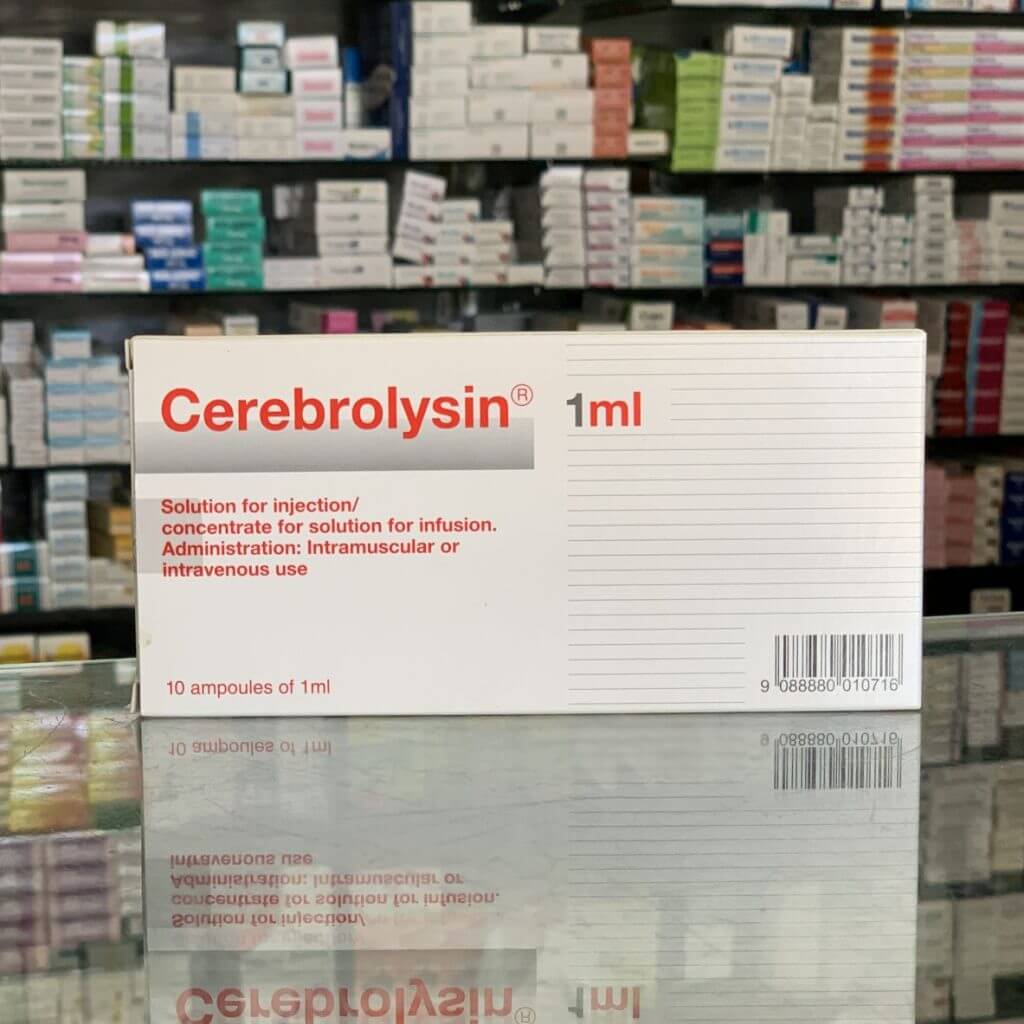 Cerebrolysin® 1ml
Solution for injection/
concentrate for solution for infusion.
Administration: Intramuscular or
intravenous use
10 ampoules of 1ml
9 088880 010716